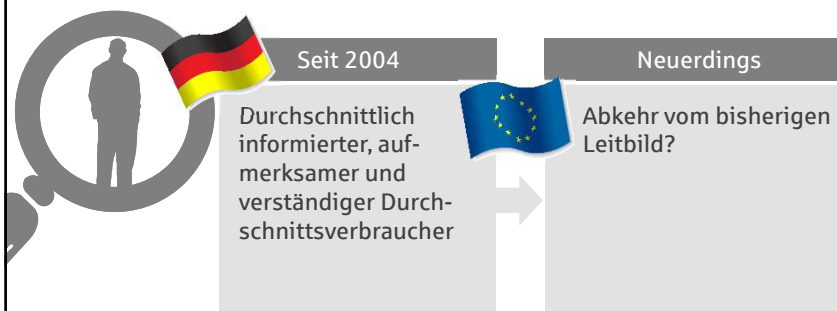 Seit 2004
Durchschnittlich
informierter, auf-
merksamer und
verständiger Durch-
schnittsverbraucher
Neuerdings
Abkehr vom bisherigen
Leitbild?